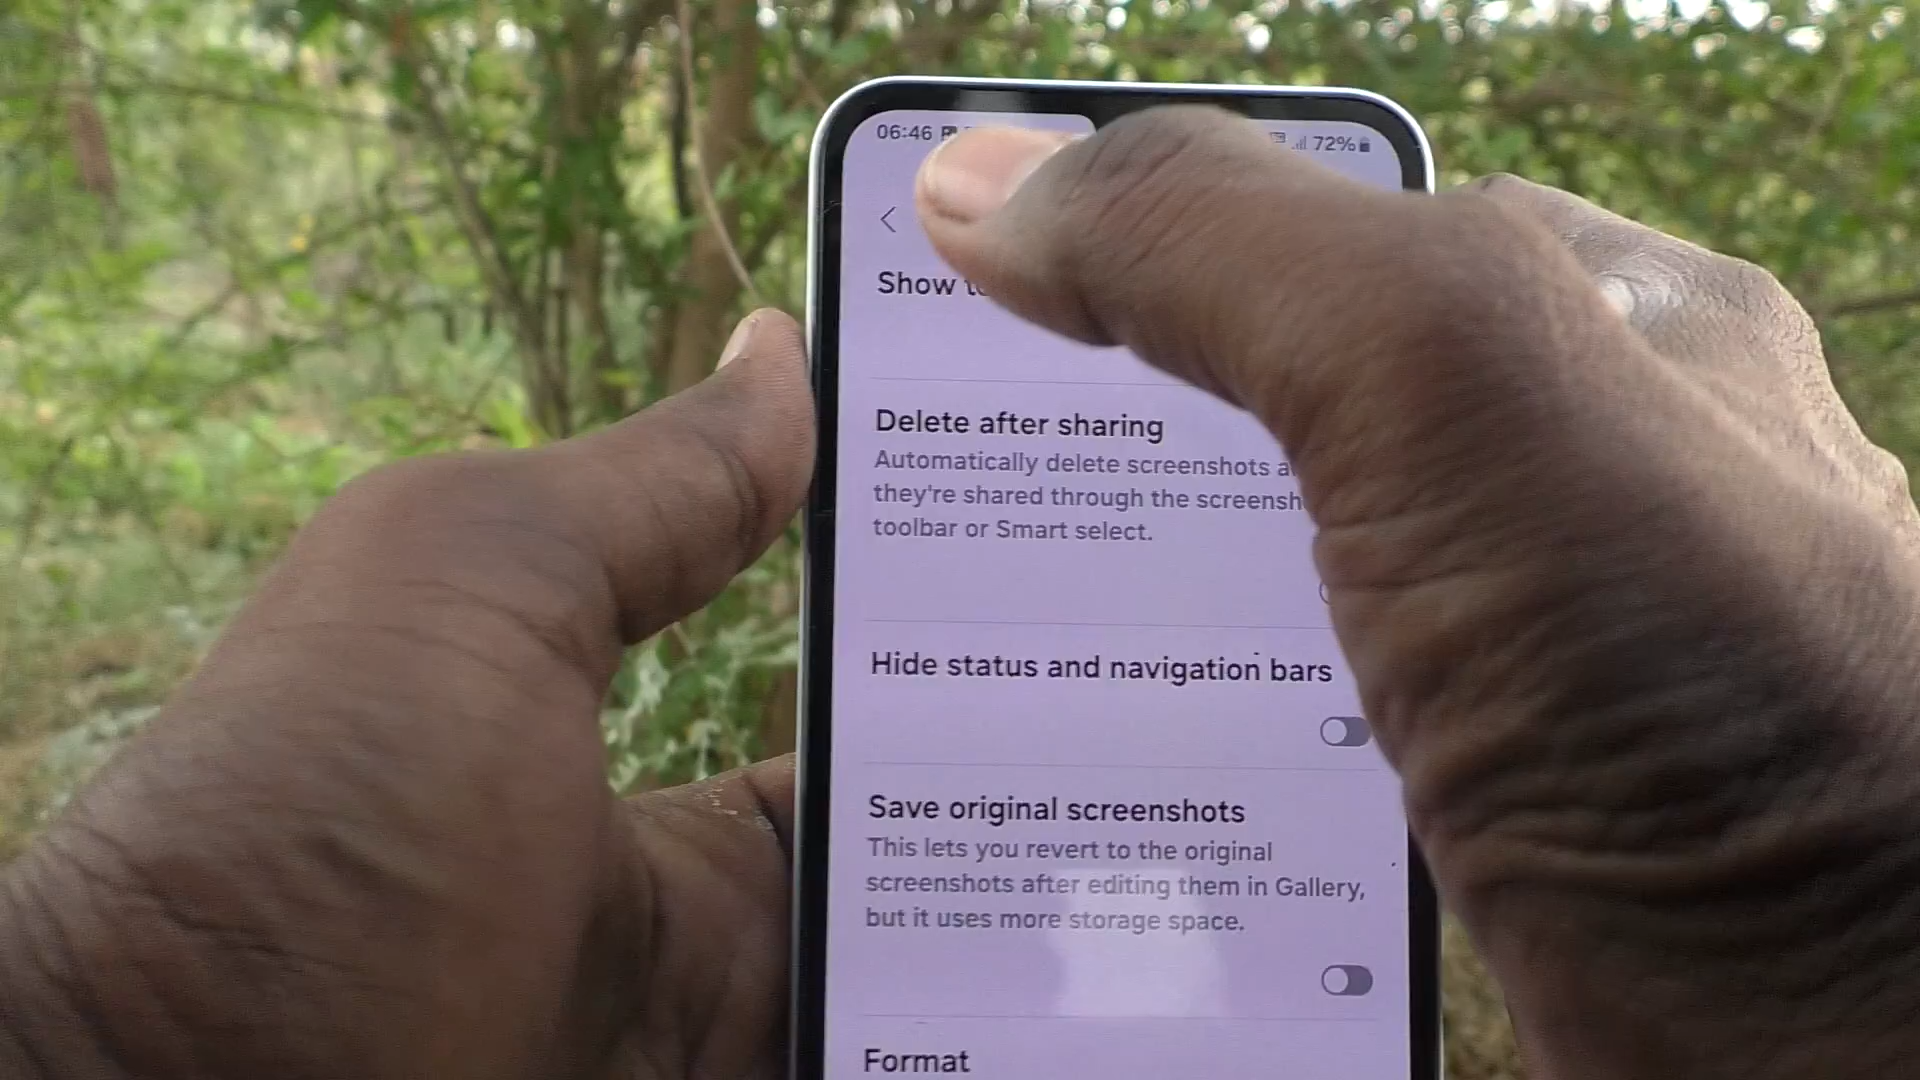 06:46
72%
Show
Delete after sharing
Automatically delete screenshots
they're shared through the
toolbar or Smart select.
Hide status and navigation bars
Save original screenshots
This lets you revert to the original
screenshots after editing them in Gallery,
but it uses more storage space.
Format